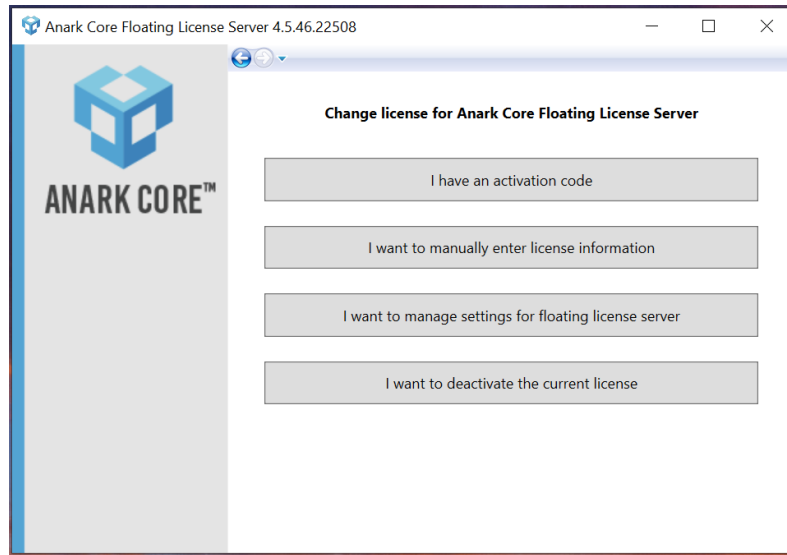 Anark Core Floating License Server 4.5.46.22508
ANARK CORE™
Change license for Anark Core Floating License Server
I have an activation code
I want to manually enter license information
I want to manage settings for floating license server
I want to deactivate the current license